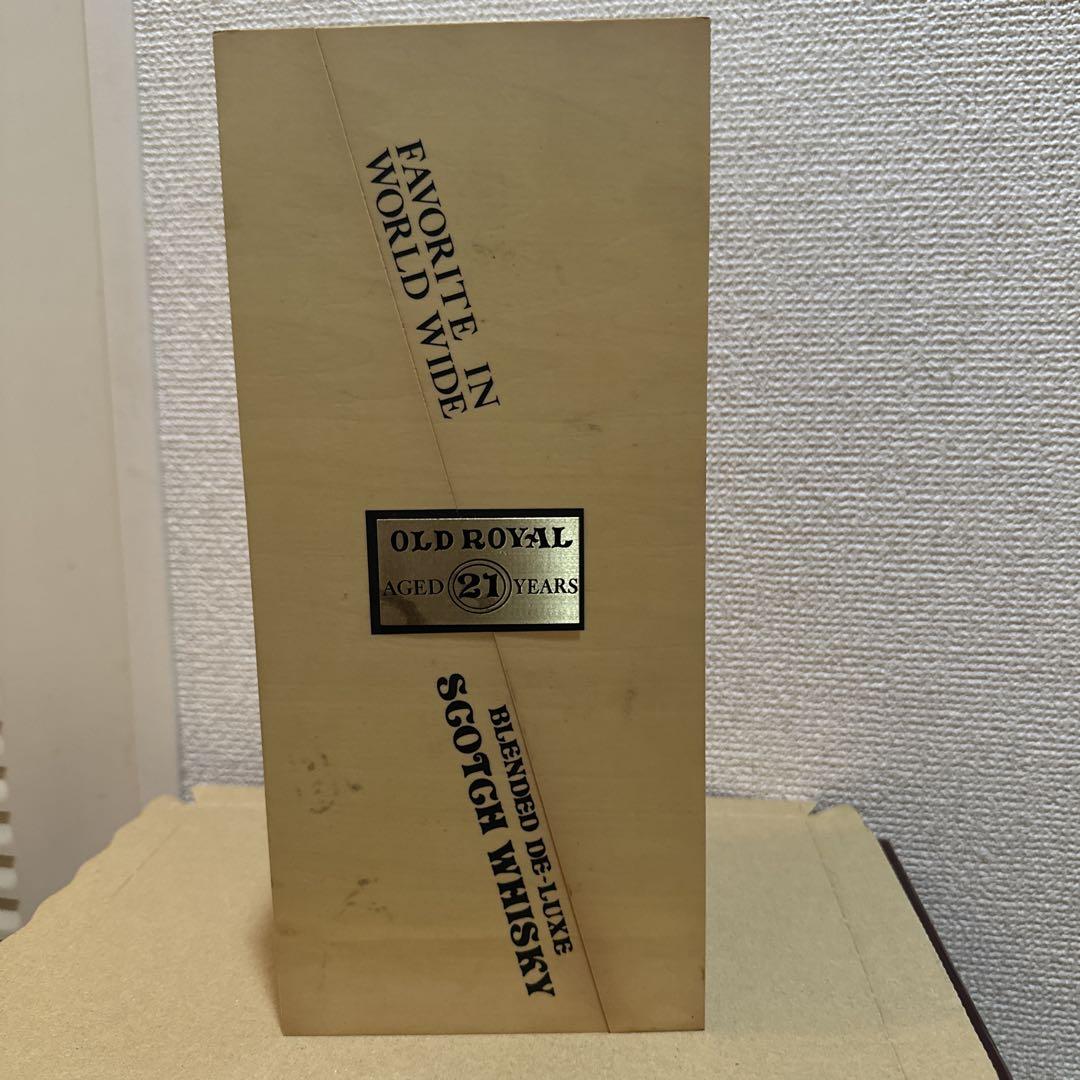 FAVORITE IN
WORLD WIDE
OLD ROYAL
AGED 21 YEARS
BLENDED DE-LUXE
SCOTCH WHISKY